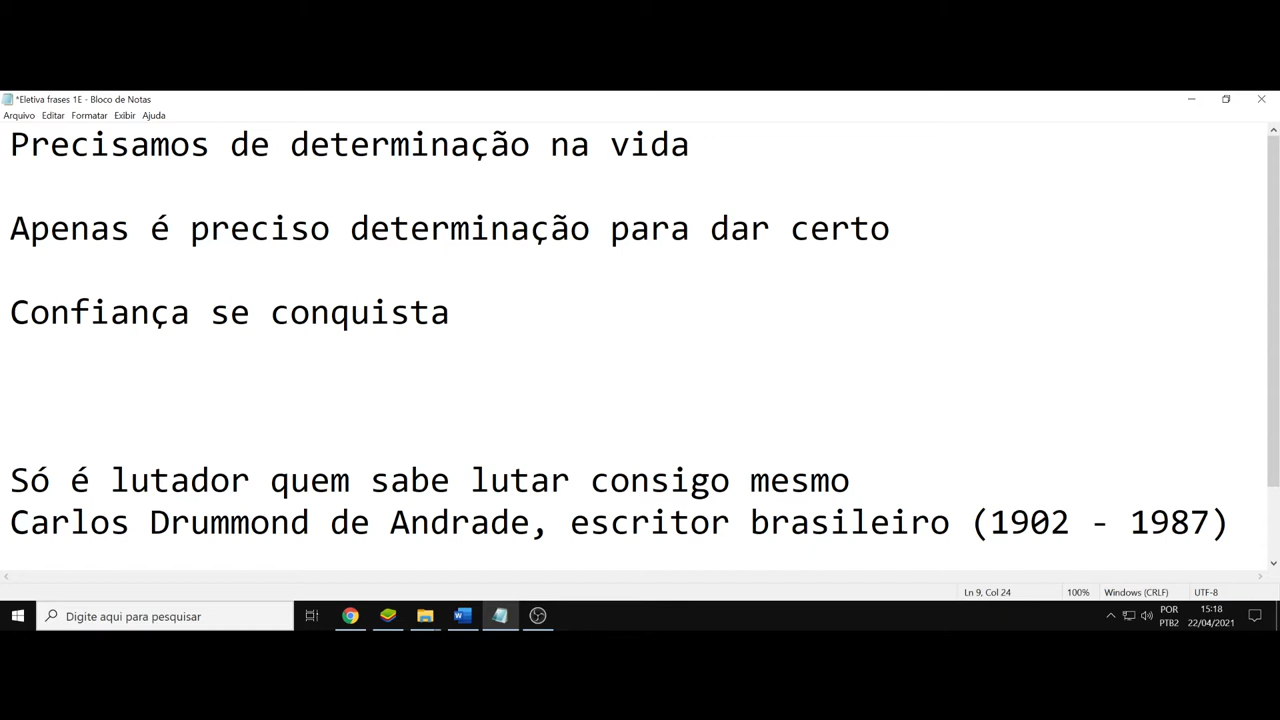 *Eletiva frases 1E - Bloco de Notas
Arquivo Editar Formatar Exibir Ajuda
Precisamos de determinação na vida
Apenas é preciso determinação para dar certo
Confiança se conquista
Só é lutador quem sabe lutar consigo mesmo
Carlos Drummond de Andrade, escritor brasileiro (1902 - 1987)
Ln 9, Col 24 100% Windows (CRLF) UTF-8
Digite aqui para pesquisar
POR 15:18
PTB2 22/04/2021